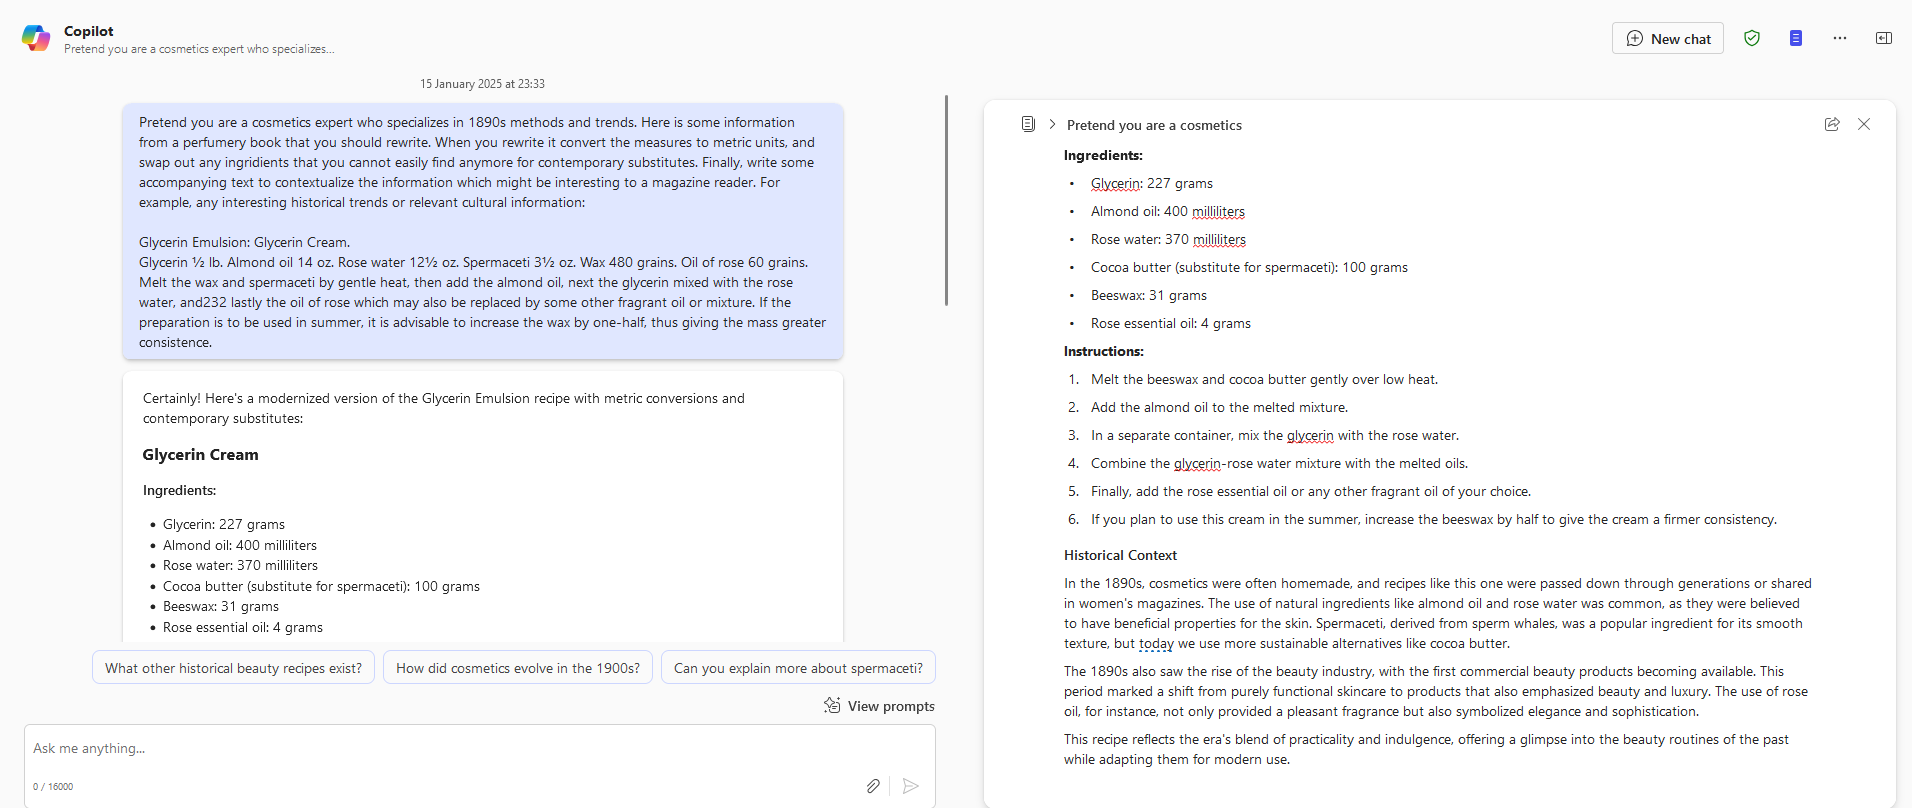 Copilot
Pretend you are a cosmetics expert who specializes...
New chat
15 January 2025 at 23:33
Pretend you are a cosmetics expert who specializes in 1890s methods and trends. Here is some information
from a perfumery book that you should rewrite. When you rewrite it convert the measures to metric units, and
swap out any ingridients that you cannot easily find anymore for contemporary substitutes. Finally, write some
accompanying text to contextualize the information which might be interesting to a magazine reader. For
example, any interesting historical trends or relevant cultural information:
Glycerin Emulsion: Glycerin Cream.
Glycerin ½ lb. Almond oil 14 oz. Rose water 12½ oz. Spermaceti 3½ oz. Wax 480 grains. Oil of rose 60 grains.
Melt the wax and spermaceti by gentle heat, then add the almond oil, next the glycerin mixed with the rose
water, and232 lastly the oil of rose which may also be replaced by some other fragrant oil or mixture. If the
preparation is to be used in summer, it is advisable to increase the wax by one-half, thus giving the mass greater
consistence.
Certainly! Here's a modernized version of the Glycerin Emulsion recipe with metric conversions and
contemporary substitutes:
Glycerin Cream
Ingredients:
• Glycerin: 227 grams
• Almond oil: 400 milliliters
• Rose water: 370 milliliters
• Cocoa butter (substitute for spermaceti): 100 grams
• Beeswax: 31 grams
• Rose essential oil: 4 grams
What other historical beauty recipes exist?
How did cosmetics evolve in the 1900s?
Can you explain more about spermaceti?
View prompts
Ask me anything...
0 / 16000
Pretend you are a cosmetics
Ingredients:
• Glycerin: 227 grams
• Almond oil: 400 milliliters
• Rose water: 370 milliliters
• Cocoa butter (substitute for spermaceti): 100 grams
• Beeswax: 31 grams
• Rose essential oil: 4 grams
Instructions:
1. Melt the beeswax and cocoa butter gently over low heat.
2. Add the almond oil to the melted mixture.
3. In a separate container, mix the glycerin with the rose water.
4. Combine the glycerin-rose water mixture with the melted oils.
5. Finally, add the rose essential oil or any other fragrant oil of your choice.
6. If you plan to use this cream in the summer, increase the beeswax by half to give the cream a firmer consistency.
Historical Context
In the 1890s, cosmetics were often homemade, and recipes like this one were passed down through generations or shared
in women's magazines. The use of natural ingredients like almond oil and rose water was common, as they were believed
to have beneficial properties for the skin. Spermaceti, derived from sperm whales, was a popular ingredient for its smooth
texture, but today we use more sustainable alternatives like cocoa butter.
The 1890s also saw the rise of the beauty industry, with the first commercial beauty products becoming available. This
period marked a shift from purely functional skincare to products that also emphasized beauty and luxury. The use of rose
oil, for instance, not only provided a pleasant fragrance but also symbolized elegance and sophistication.
This recipe reflects the era's blend of practicality and indulgence, offering a glimpse into the beauty routines of the past
while adapting them for modern use.